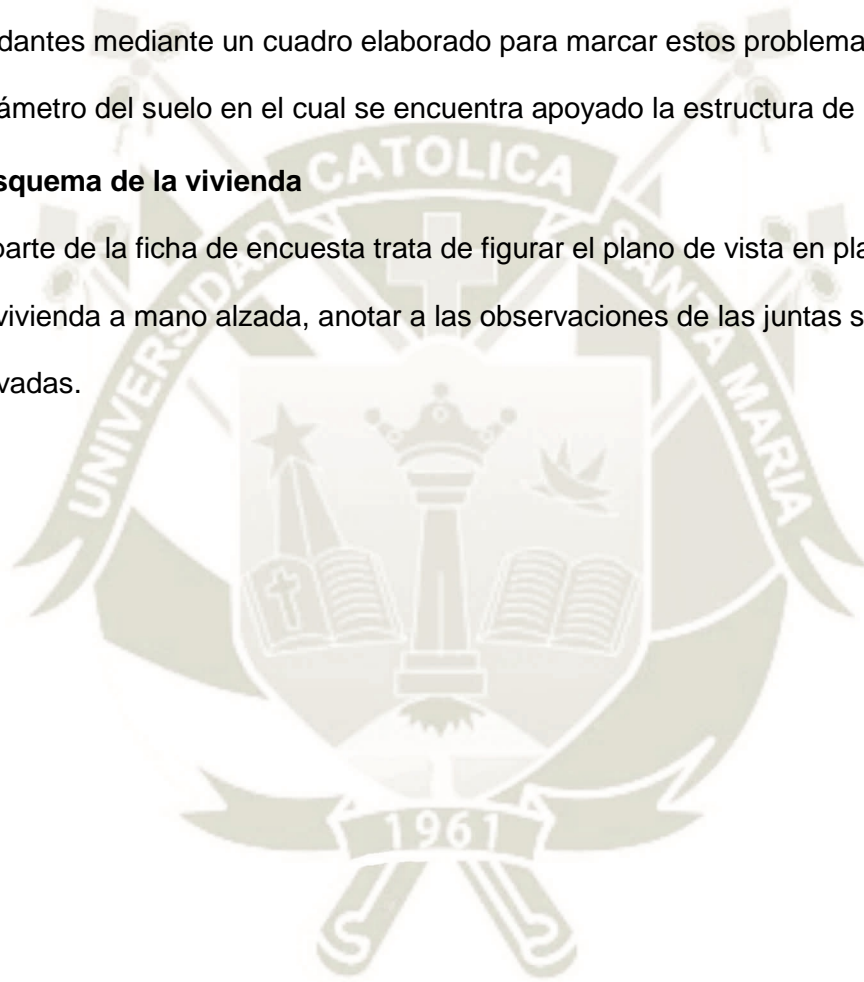 dantes mediante un cuadro elaborado para marcar estos problema
ámetro del suelo en el cual se encuentra apoyado la estructura de
squema de la vivienda
parte de la ficha de encuesta trata de figurar el plano de vista en pla
vivienda a mano alzada, anotar a las observaciones de las juntas s
vadas.
UNIVERSIDAD CATOLICA SANTA MARIA
1961